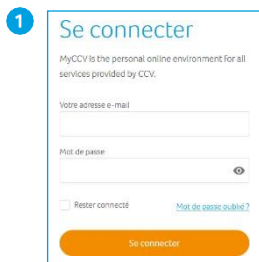 1
Se connecter
MyCCV is the personal online environment for all
services provided by CCV.
Votre adresse e-mail
Mot de passe
Rester connecté
Mot de passe oublié ?
Se connecter